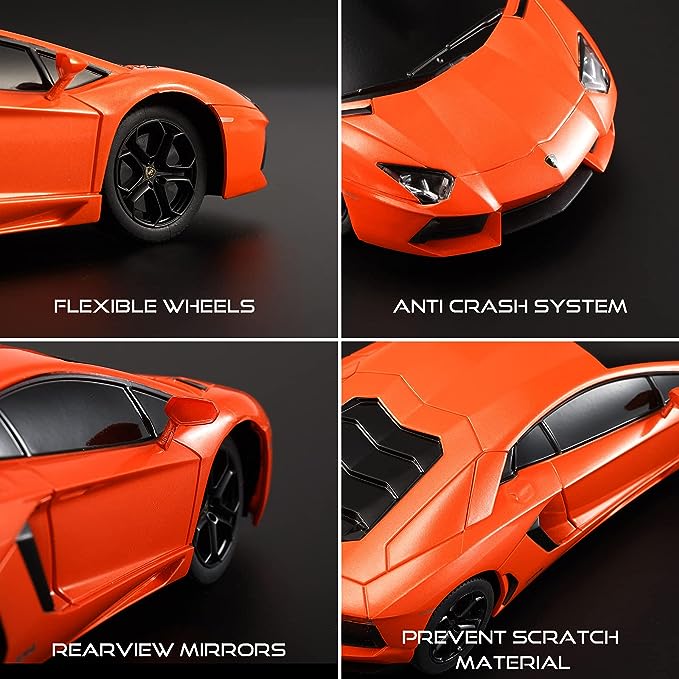 FLEXIBLE WHEELS
ANTI CRASH SYSTEM
REARVIEW MIRRORS
PREVENT SCRATCH
MATERIAL